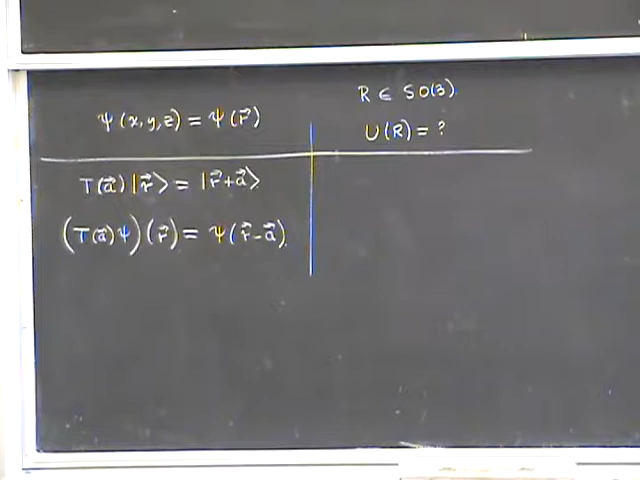 ψ(x,y,z) = ψ(r⃗)
R ∈ SO(3).
U(R) = ?
T(a⃗)|r⃗⟩ = |r⃗+a⃗⟩
(T(a⃗)ψ)(r⃗) = ψ(r⃗-a⃗).